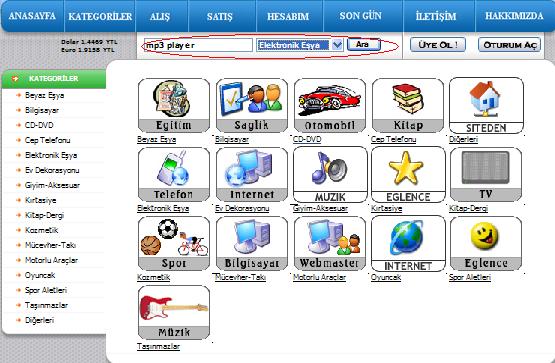 ANASAYFA KATEGORİLER ALIŞ SATIŞ HESABIM SON GÜN İLETİŞİM HAKKIMIZDA
Dolar 1.4469 YTL
Euro 1.9158 YTL
mp3 player Elektronik Eşya Ara ÜYE OL ! OTURUM AÇ
KATEGORİLER
Beyaz Eşya
Bilgisayar
CD-DVD
Cep Telefonu
Elektronik Eşya
Ev Dekorasyonu
Giyim-Aksesuar
Kırtasiye
Kitap-Dergi
Kozmetik
Mücevher-Takı
Motorlu Araçlar
Oyuncak
Spor Aletleri
Taşınmazlar
Diğerleri
Egitim Saglik Otomobil Kitap SITEDEN
Beyaz Eşya Bilgisayar CD-DVD Cep Telefonu Diğerleri
Telefon Internet MUZIK EGLENCE TV
Elektronik Eşya Ev Dekorasyonu Giyim-Aksesuar Kırtasiye Kitap-Dergi
Spor Bilgisayar Webmaster INTERNET Eglence
Kozmetik Mücevher-Takı Motorlu Araçlar Oyuncak Spor Aletleri
Müzik
Taşınmazlar